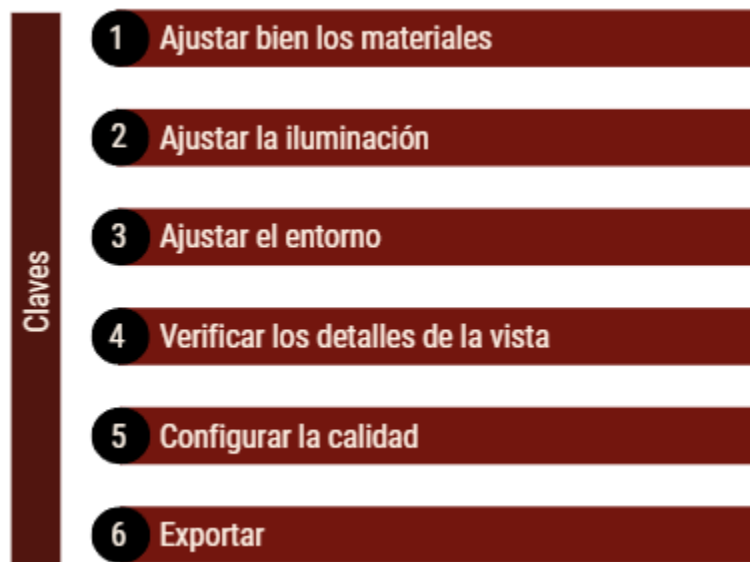 Claves
1 Ajustar bien los materiales
2 Ajustar la iluminación
3 Ajustar el entorno
4 Verificar los detalles de la vista
5 Configurar la calidad
6 Exportar